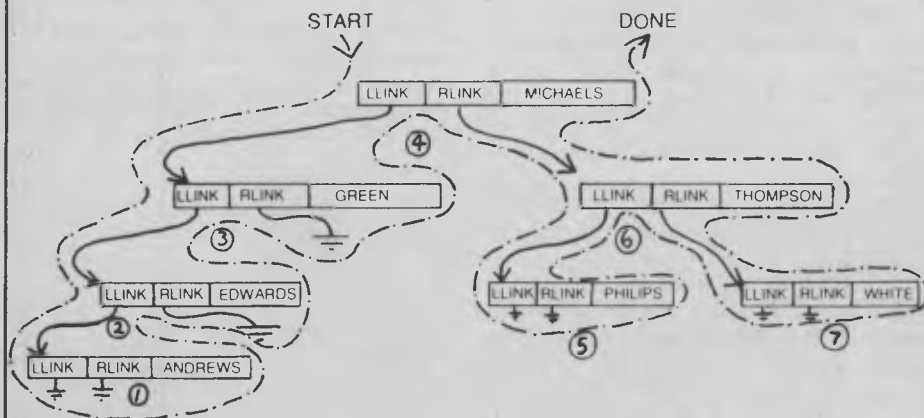 START DONE
LLINK RLINK MICHAELS
④
LLINK RLINK GREEN LLINK RLINK THOMPSON
③ ⑥
LLINK RLINK EDWARDS LLINK RLINK PHILIPS LLINK RLINK WHITE
② ⑤ ⑦
LLINK RLINK ANDREWS
①